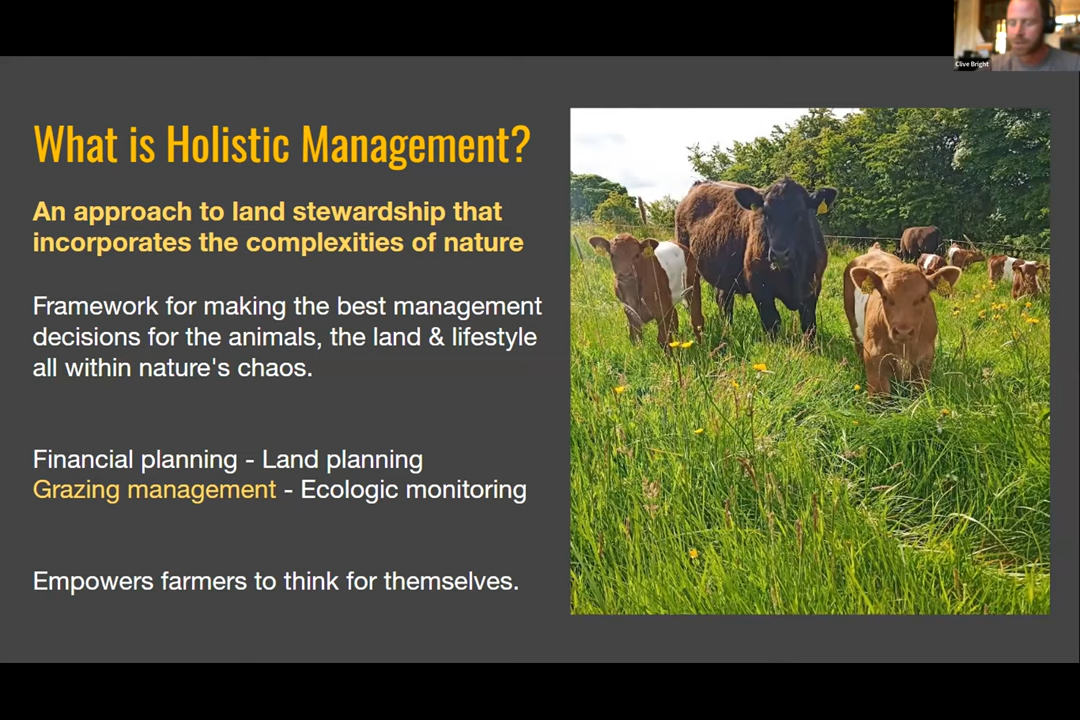 Clive Bright
What is Holistic Management?
An approach to land stewardship that
incorporates the complexities of nature
Framework for making the best management
decisions for the animals, the land & lifestyle
all within nature's chaos.
Financial planning - Land planning
Grazing management - Ecologic monitoring
Empowers farmers to think for themselves.